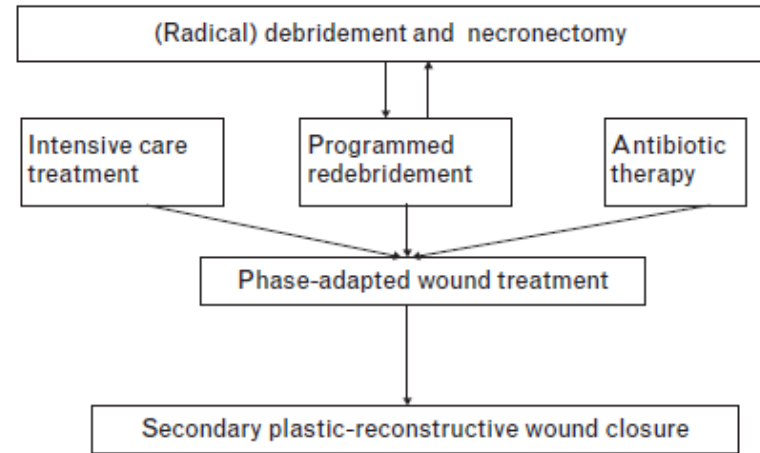 (Radical) debridement and necronectomy
Intensive care
treatment
Programmed
redebridement
Antibiotic
therapy
Phase-adapted wound treatment
Secondary plastic-reconstructive wound closure